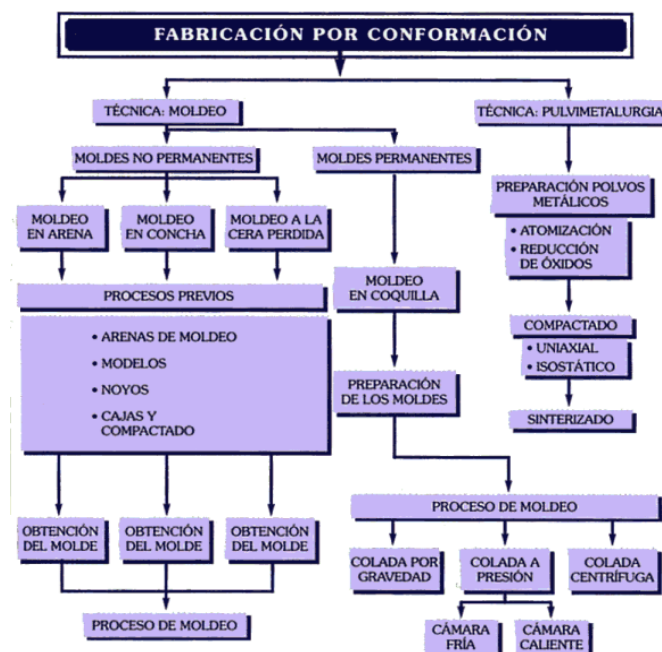 FABRICACIÓN POR CONFORMACIÓN
TÉCNICA: MOLDEO
TÉCNICA: PULVIMETALURGIA
MOLDES NO PERMANENTES
MOLDES PERMANENTES
MOLDEO
EN ARENA
MOLDEO
EN CONCHA
MOLDEO A LA
CERA PERDIDA
PREPARACIÓN POLVOS
METÁLICOS
• ATOMIZACIÓN
• REDUCCIÓN
DE ÓXIDOS
PROCESOS PREVIOS
MOLDEO
EN COQUILLA
• ARENAS DE MOLDEO
• MODELOS
• NOYOS
• CAJAS Y
COMPACTADO
COMPACTADO
• UNIAXIAL
• ISOSTÁTICO
PREPARACIÓN
DE LOS MOLDES
SINTERIZADO
OBTENCIÓN
DEL MOLDE
OBTENCIÓN
DEL MOLDE
OBTENCIÓN
DEL MOLDE
PROCESO DE MOLDEO
PROCESO DE MOLDEO
COLADA POR
GRAVEDAD
COLADA A
PRESIÓN
COLADA
CENTRÍFUGA
CÁMARA
FRÍA
CÁMARA
CALIENTE